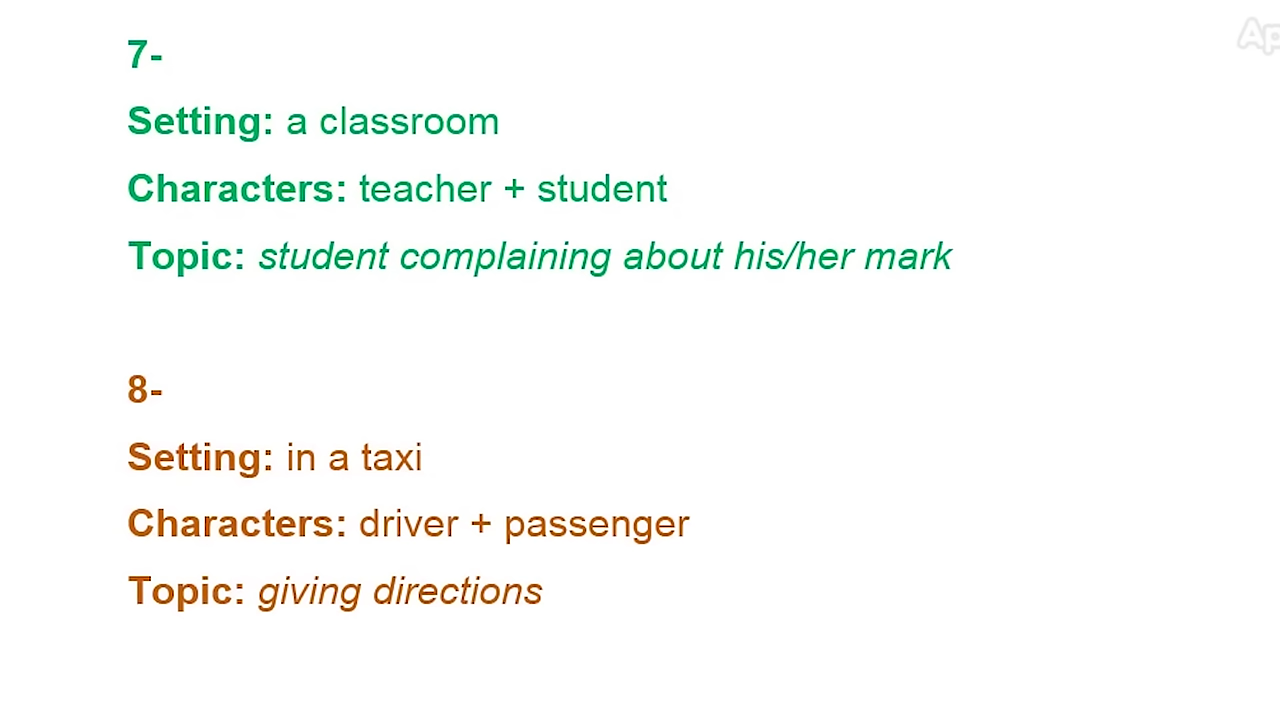 7-
Setting: a classroom
Characters: teacher + student
Topic: student complaining about his/her mark
8-
Setting: in a taxi
Characters: driver + passenger
Topic: giving directions